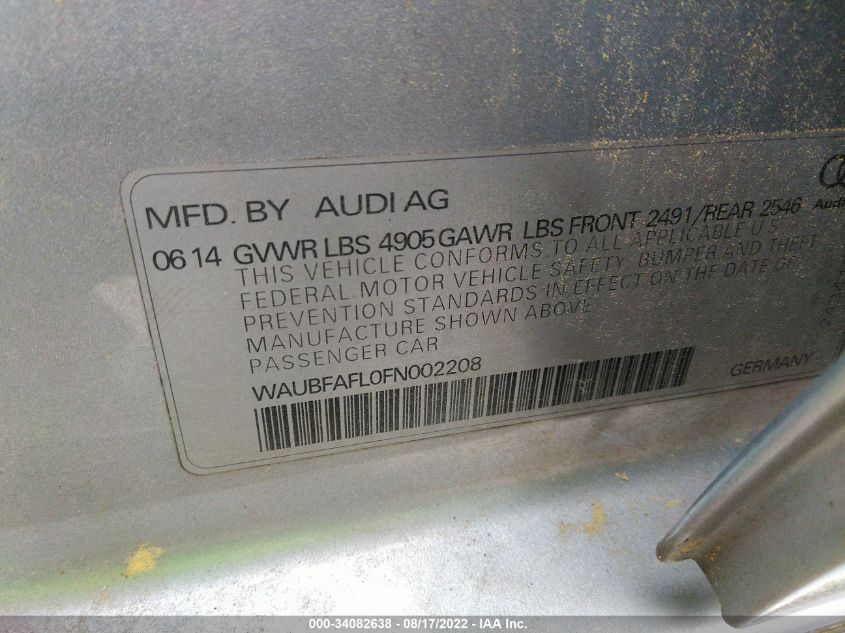 MFD. BY AUDI AG
Audi
06 14 GVWR LBS 4905 GAWR LBS FRONT 2491/REAR 2546
THIS VEHICLE CONFORMS TO ALL APPLICABLE U.S.
FEDERAL MOTOR VEHICLE SAFETY, BUMPER AND THEFT
PREVENTION STANDARDS IN EFFECT ON THE DATE OF
MANUFACTURE SHOWN ABOVE
PASSENGER CAR
WAUBFAFL0FN002208
GERMANY
000-34082638 - 08/17/2022 - IAA Inc.